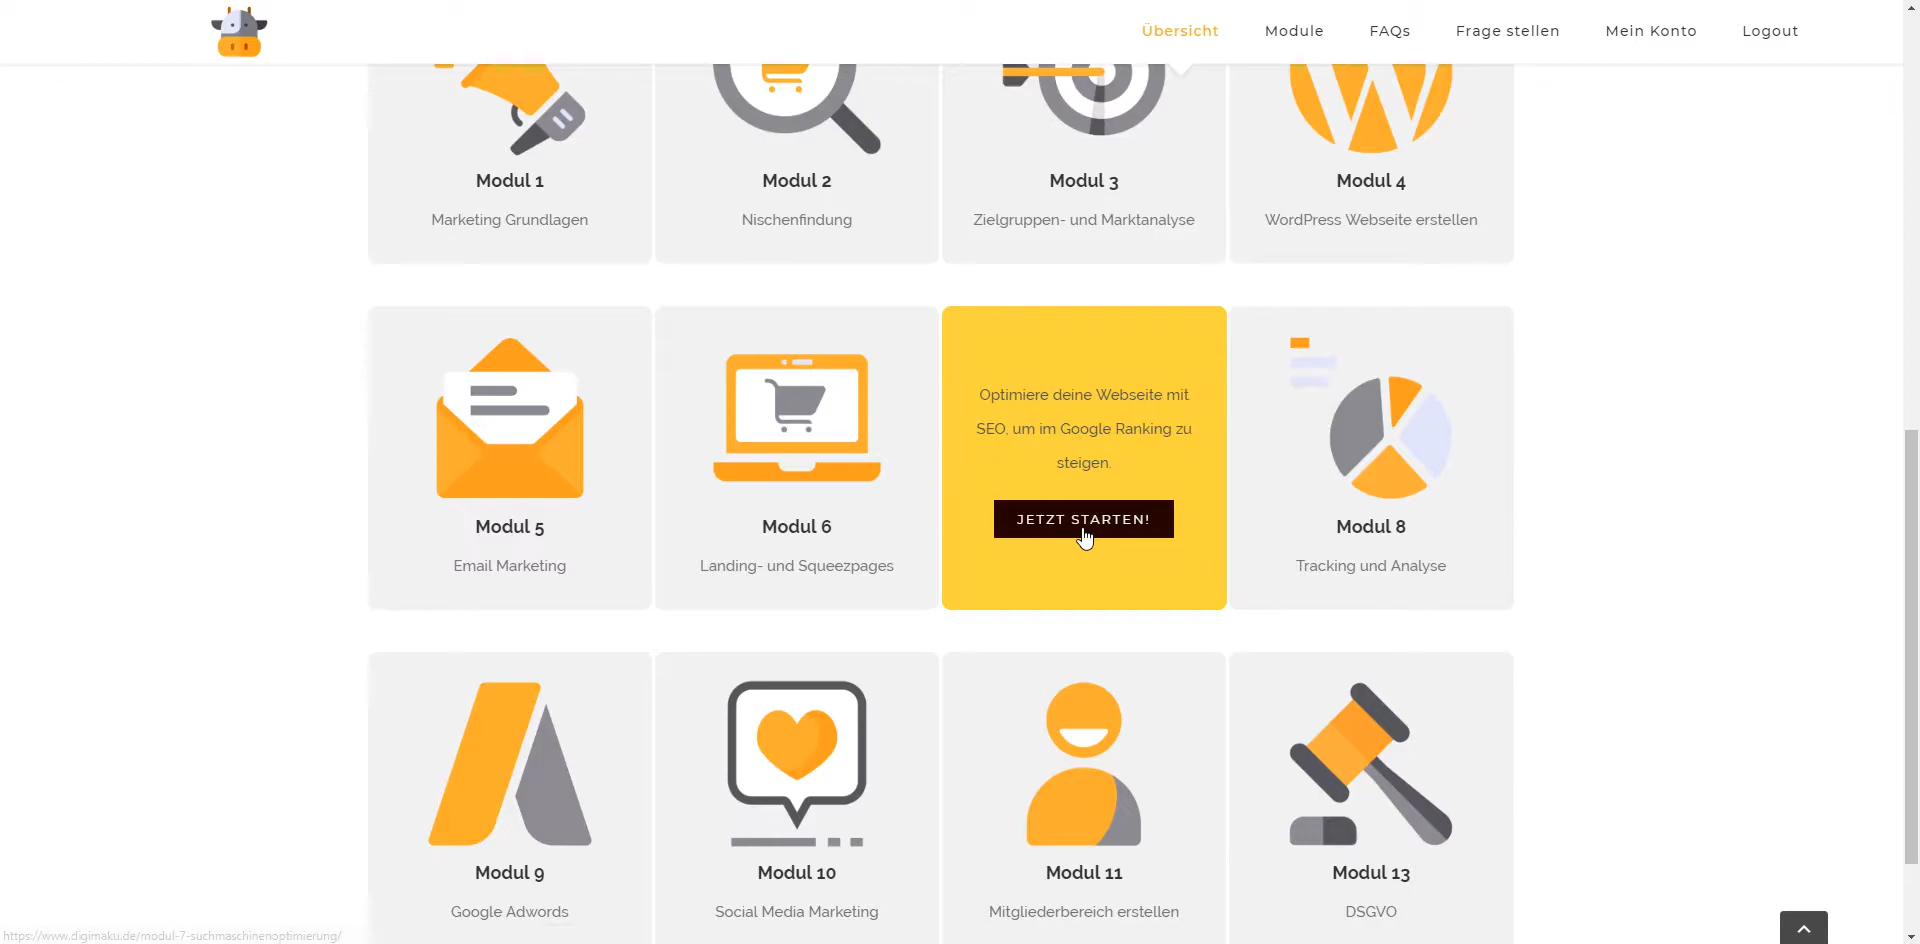 Übersicht
Module
FAQs
Frage stellen
Mein Konto
Logout
Modul 1
Marketing Grundlagen
Modul 2
Nischenfindung
Modul 3
Zielgruppen- und Marktanalyse
Modul 4
WordPress Webseite erstellen
Modul 5
Email Marketing
Modul 6
Landing- und Squeezpages
Optimiere deine Webseite mit
SEO, um im Google Ranking zu
steigen.
JETZT STARTEN!
Modul 8
Tracking und Analyse
Modul 9
Google Adwords
Modul 10
Social Media Marketing
Modul 11
Mitgliederbereich erstellen
Modul 13
DSGVO
https://www.digimaku.de/modul-7-suchmaschinenoptimierung/